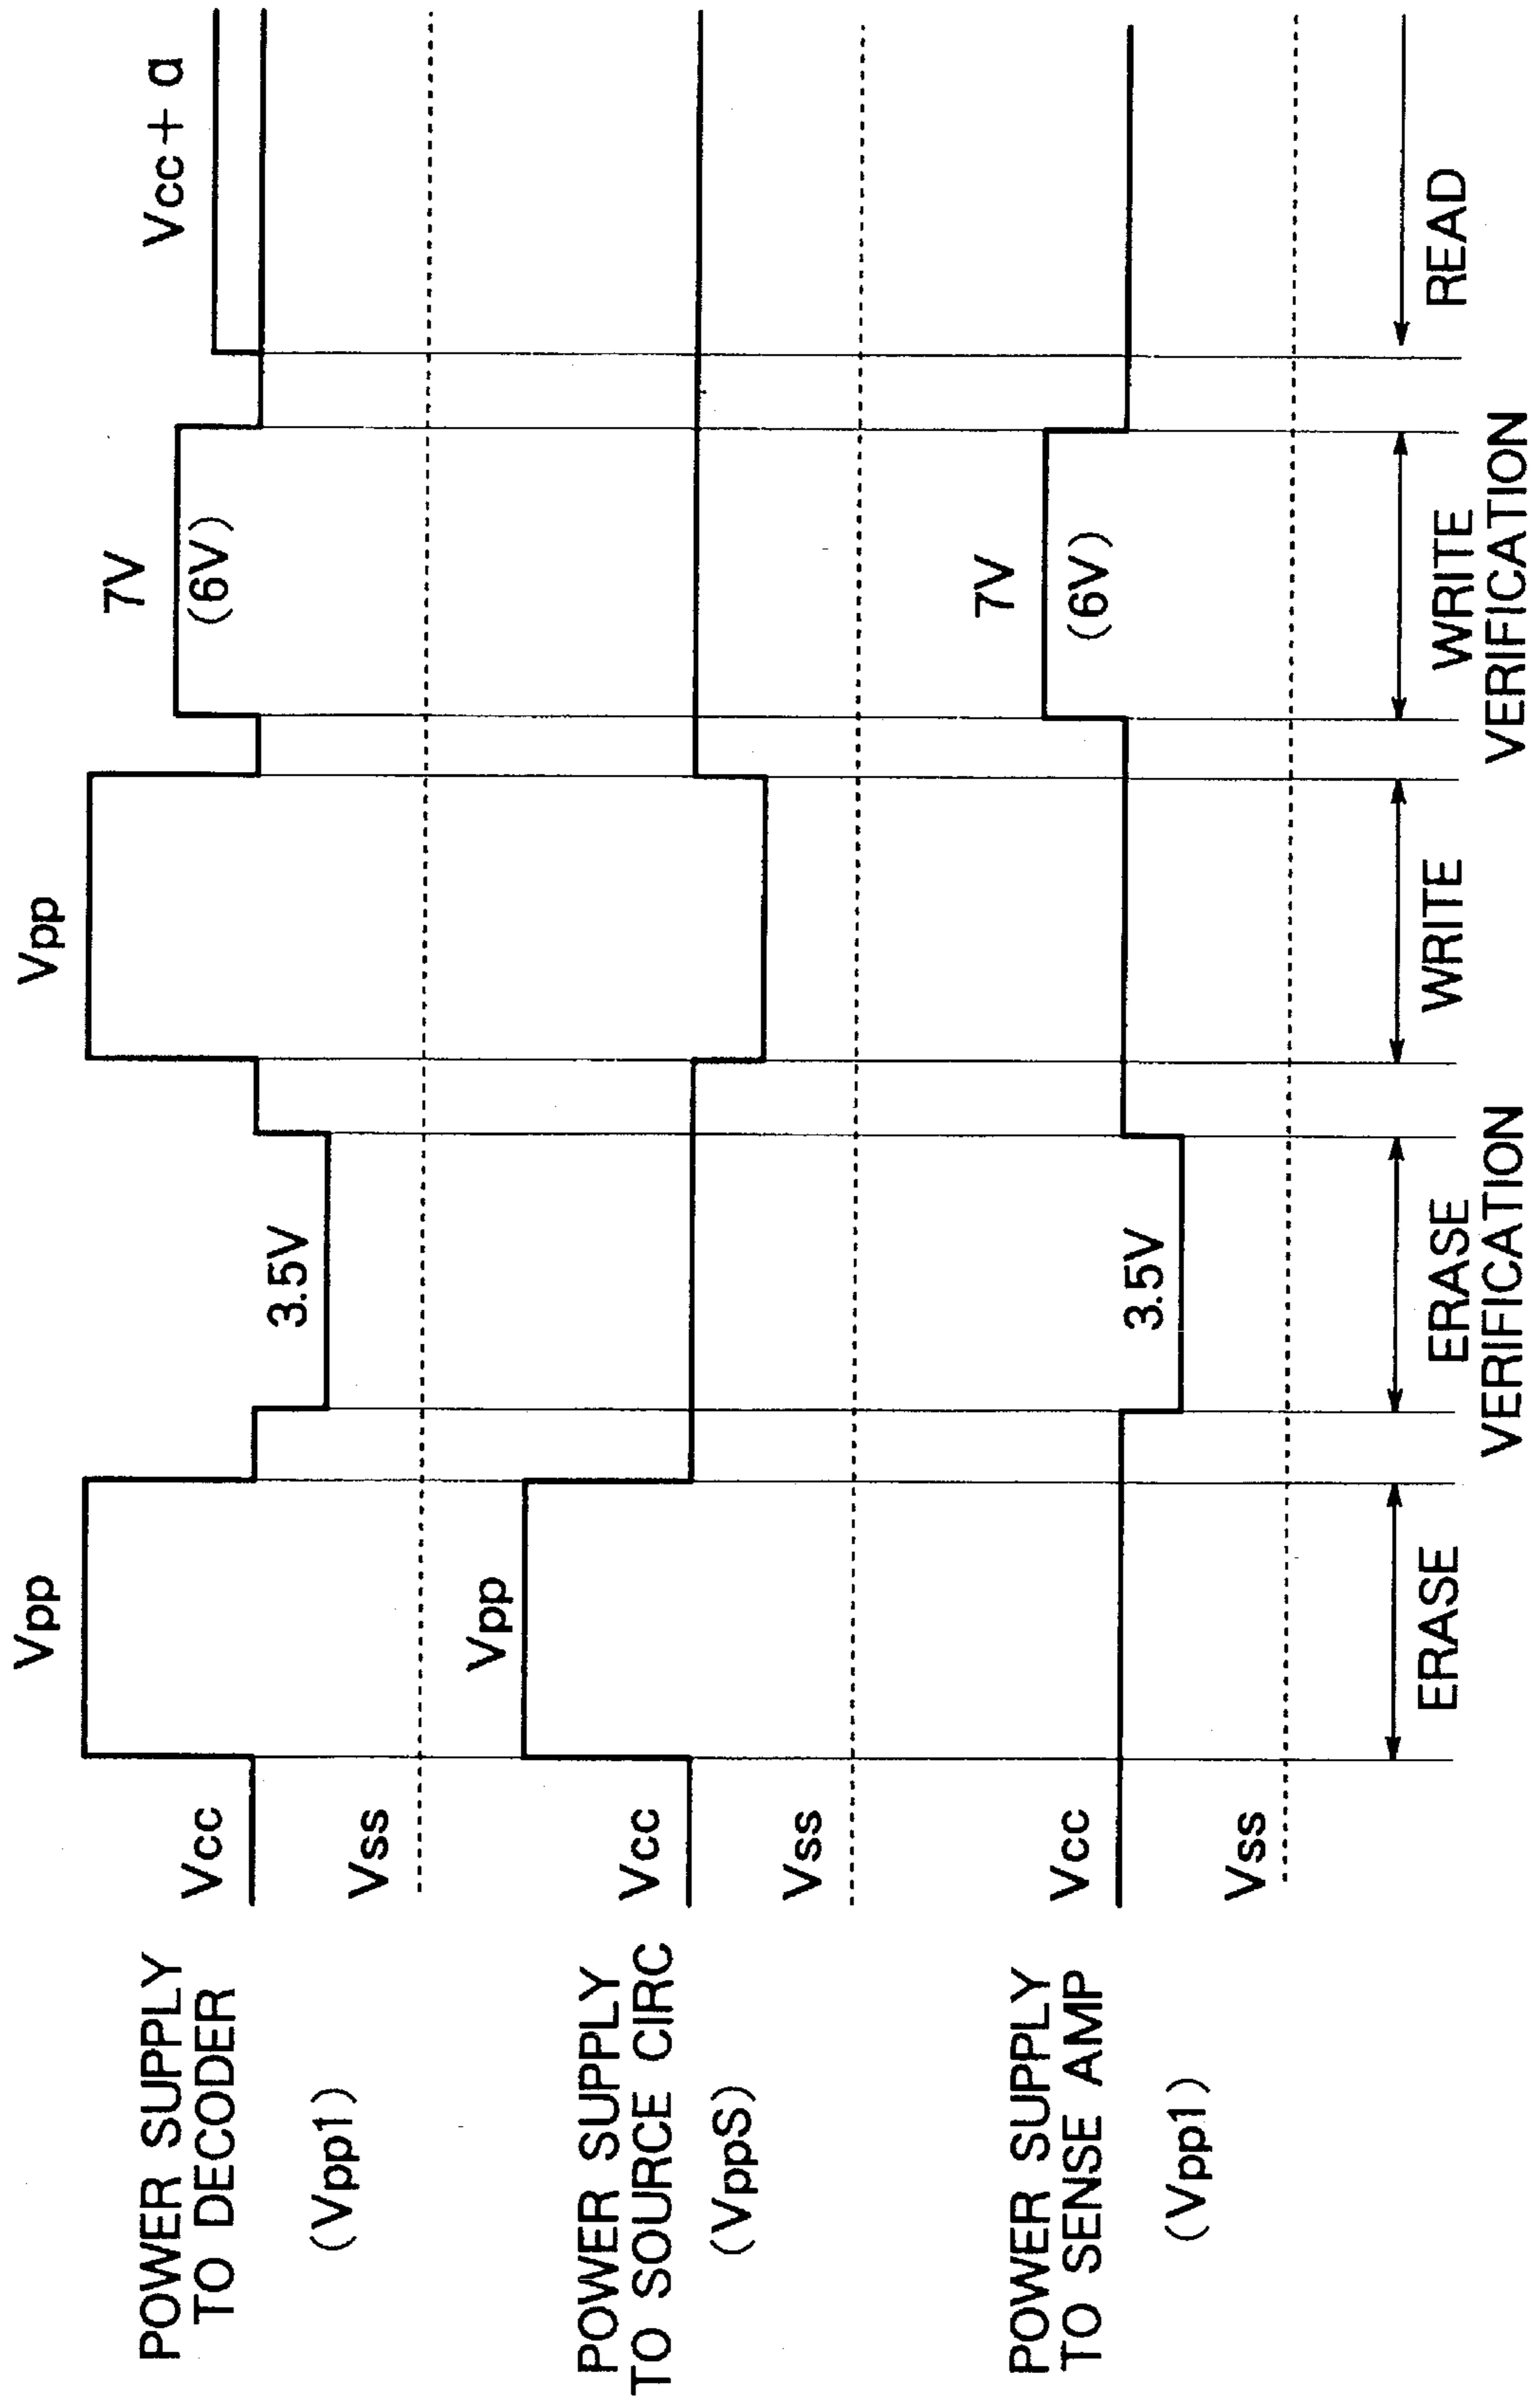 POWER SUPPLY
TO DECODER
(Vpp1)
Vcc
Vss
Vpp
3.5V
Vpp
7V
(6V)
Vcc + α
POWER SUPPLY
TO SOURCE CIRC
(VppS)
Vcc
Vss
Vpp
POWER SUPPLY
TO SENSE AMP
(Vpp1)
Vcc
Vss
3.5V
7V
(6V)
ERASE
ERASE
VERIFICATION
WRITE
WRITE
VERIFICATION
READ